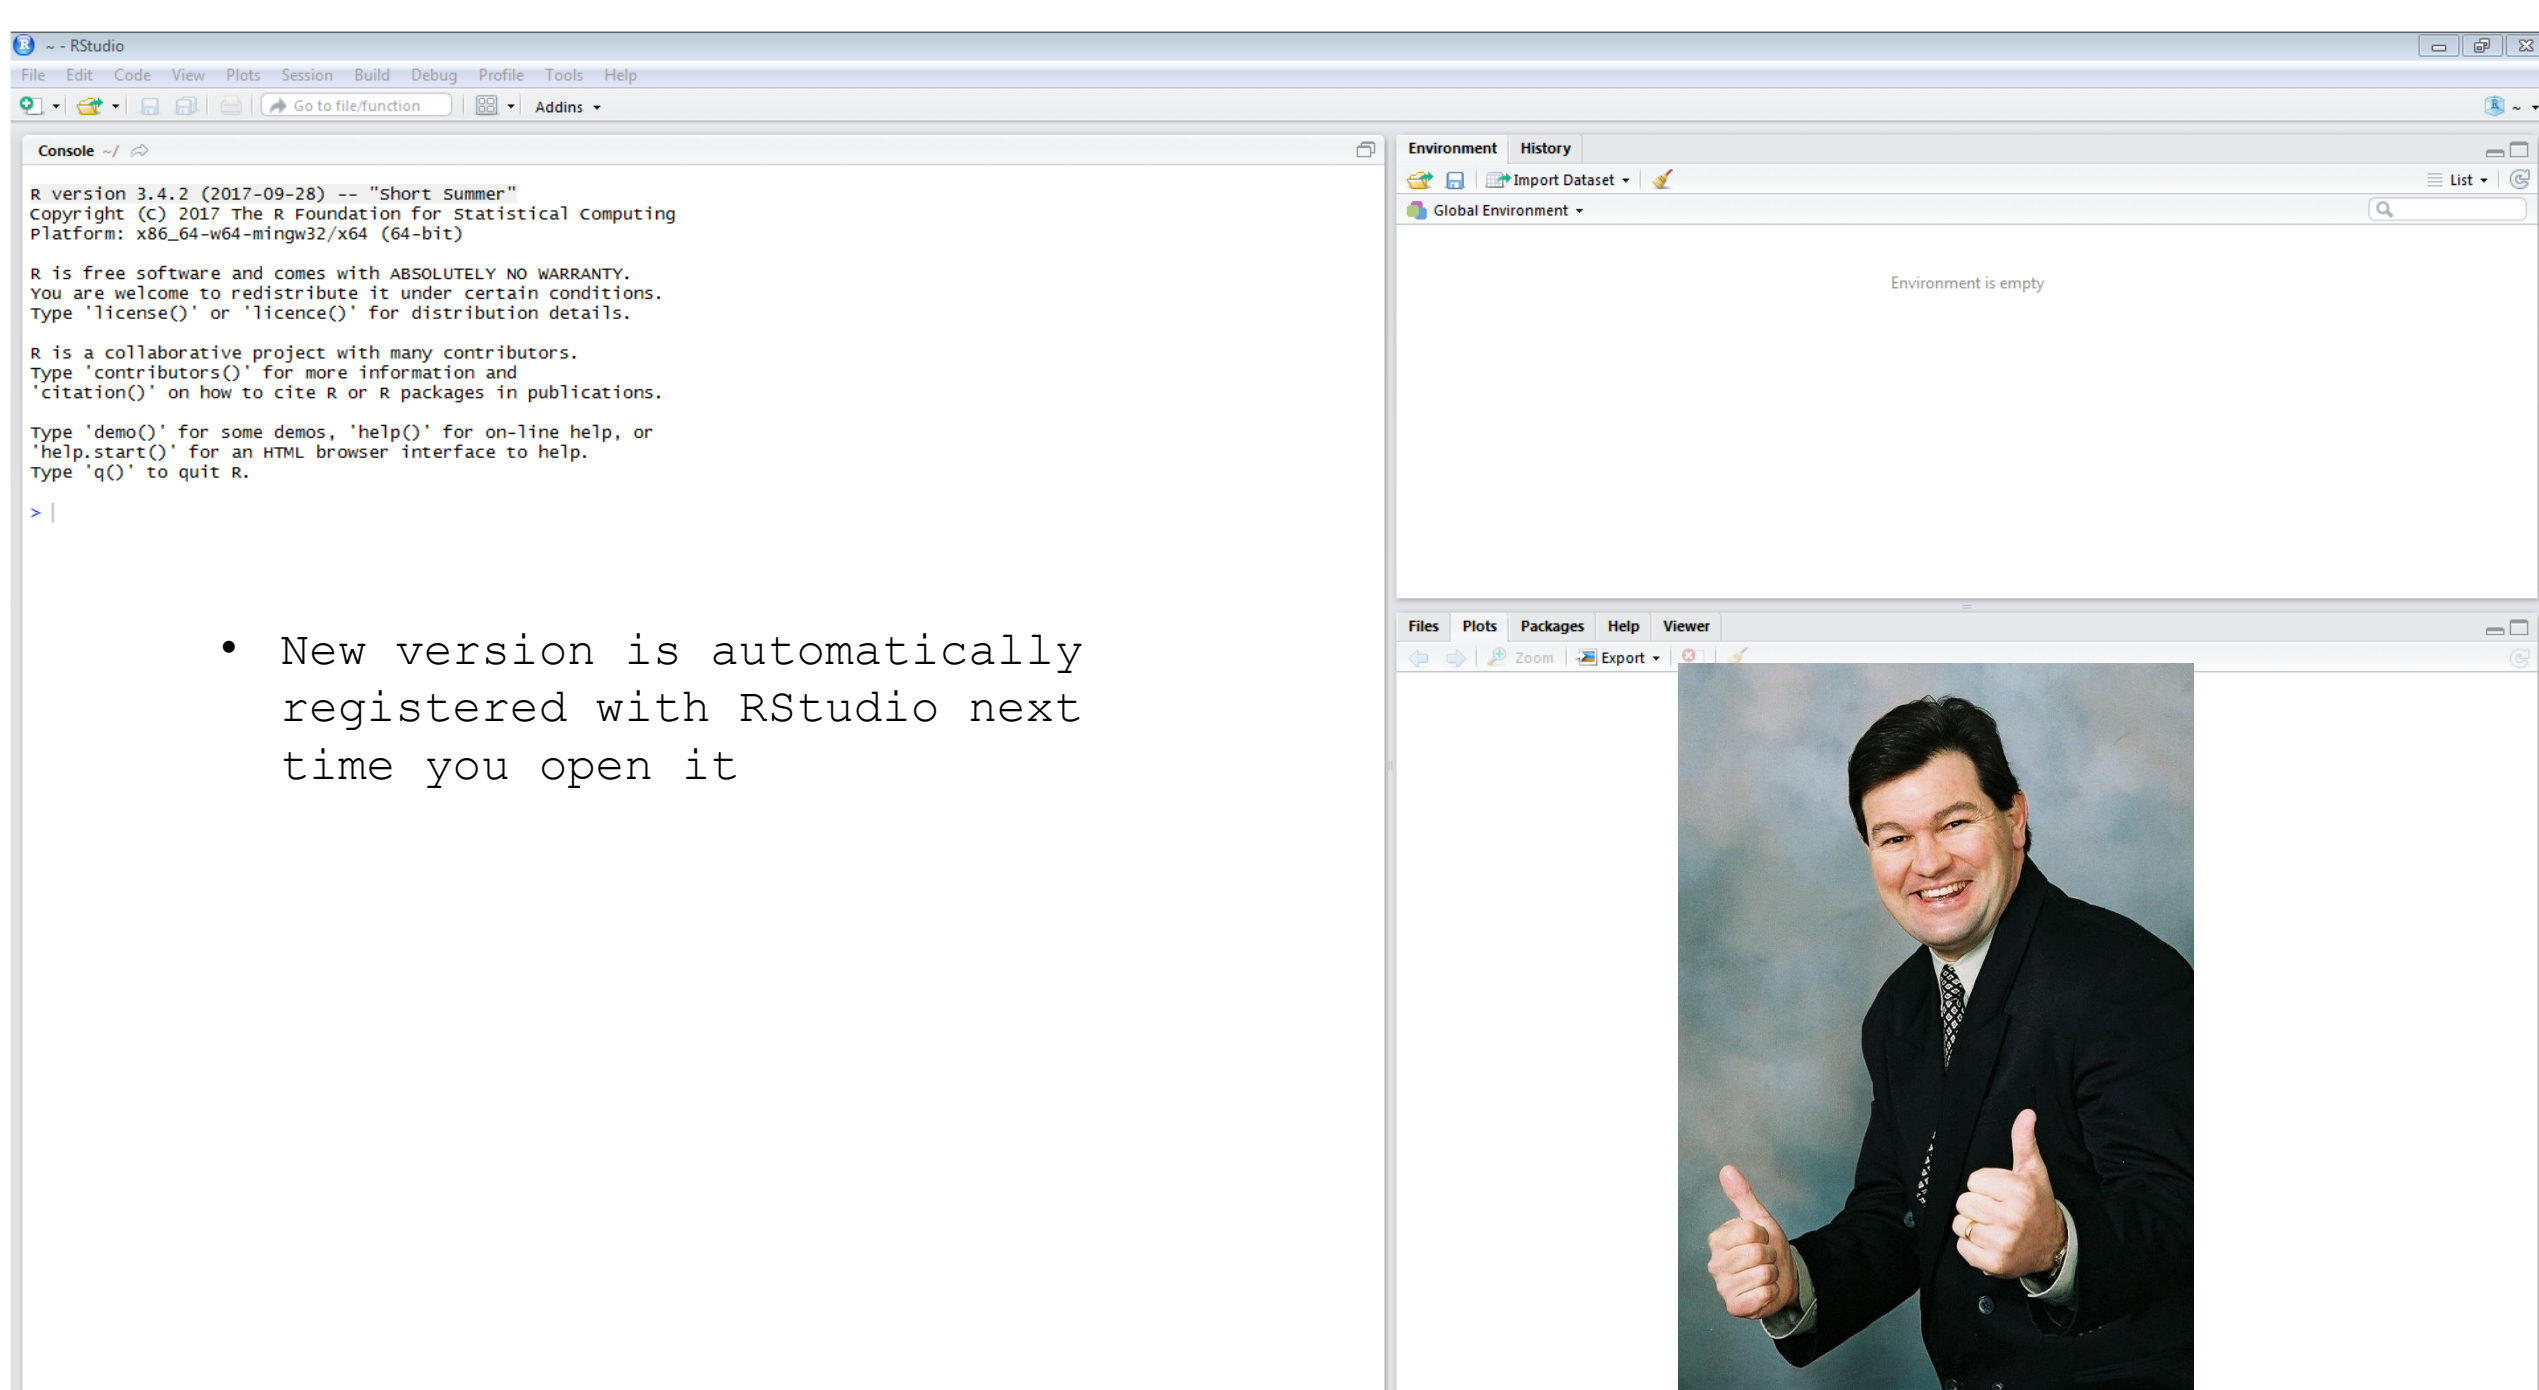 ~ - RStudio
File Edit Code View Plots Session Build Debug Profile Tools Help
Go to file/function Addins
~
Console ~/
R version 3.4.2 (2017-09-28) -- "Short Summer"
Copyright (C) 2017 The R Foundation for Statistical Computing
Platform: x86_64-w64-mingw32/x64 (64-bit)
R is free software and comes with ABSOLUTELY NO WARRANTY.
You are welcome to redistribute it under certain conditions.
Type 'license()' or 'licence()' for distribution details.
R is a collaborative project with many contributors.
Type 'contributors()' for more information and
'citation()' on how to cite R or R packages in publications.
Type 'demo()' for some demos, 'help()' for on-line help, or
'help.start()' for an HTML browser interface to help.
Type 'q()' to quit R.
>
• New version is automatically
registered with RStudio next
time you open it
Environment History
Import Dataset List
Global Environment
Environment is empty
Files Plots Packages Help Viewer
Zoom Export